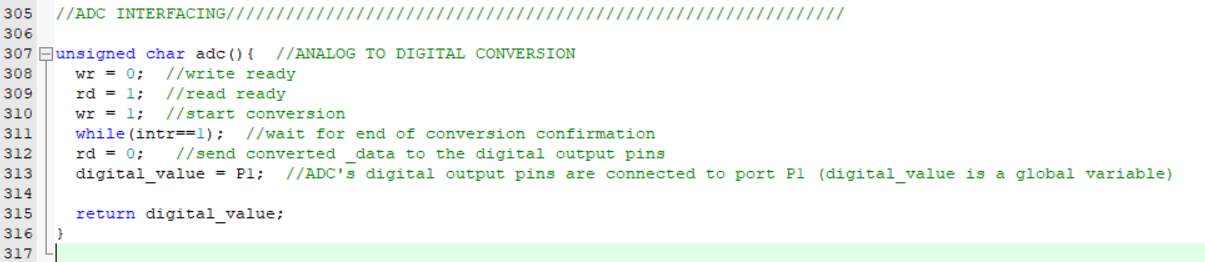 305 //ADC INTERFACING//////////////////////////////////////////////////////////////
306
307 unsigned char adc(){  //ANALOG TO DIGITAL CONVERSION
308   wr = 0;  //write ready
309   rd = 1;  //read ready
310   wr = 1;  //start conversion
311   while(intr==1);  //wait for end of conversion confirmation
312   rd = 0;   //send converted _data to the digital output pins
313   digital_value = P1;  //ADC's digital output pins are connected to port P1 (digital_value is a global variable)
314
315   return digital_value;
316 }
317